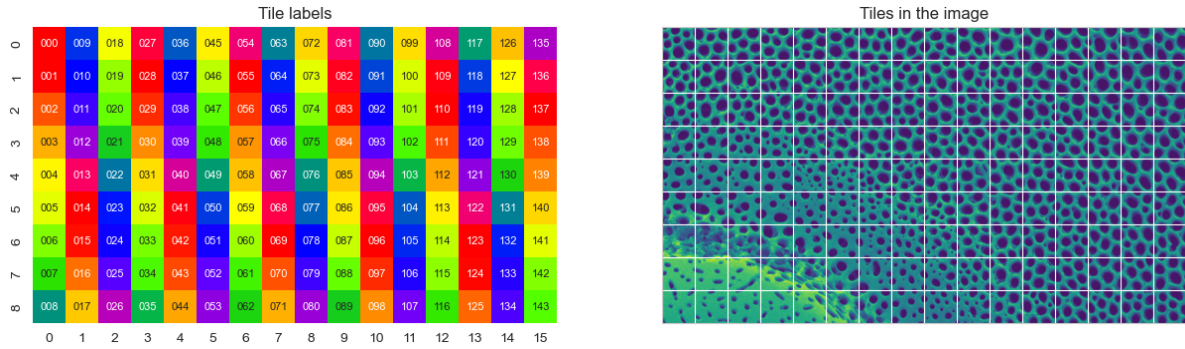 Tile labels
Tiles in the image
0 000 009 018 027 036 045 054 063 072 081 090 099 108 117 126 135
1 001 010 019 028 037 046 055 064 073 082 091 100 109 118 127 136
2 002 011 020 029 038 047 056 065 074 083 092 101 110 119 128 137
3 003 012 021 030 039 048 057 066 075 084 093 102 111 120 129 138
4 004 013 022 031 040 049 058 067 076 085 094 103 112 121 130 139
5 005 014 023 032 041 050 059 068 077 086 095 104 113 122 131 140
6 006 015 024 033 042 051 060 069 078 087 096 105 114 123 132 141
7 007 016 025 034 043 052 061 070 079 088 097 106 115 124 133 142
8 008 017 026 035 044 053 062 071 080 089 098 107 116 125 134 143
0 1 2 3 4 5 6 7 8 9 10 11 12 13 14 15